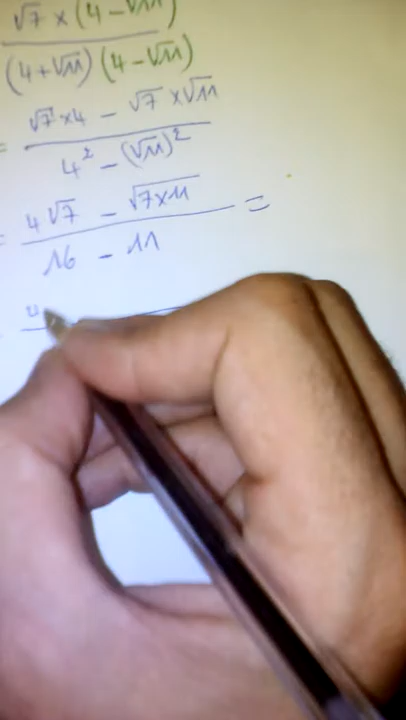 √7 × (4 - √11)
(4+√11) (4-√11)
= √7×4 - √7 ×√11
4² - (√11)²
= 4√7 - √7×11 =
16 - 11
4